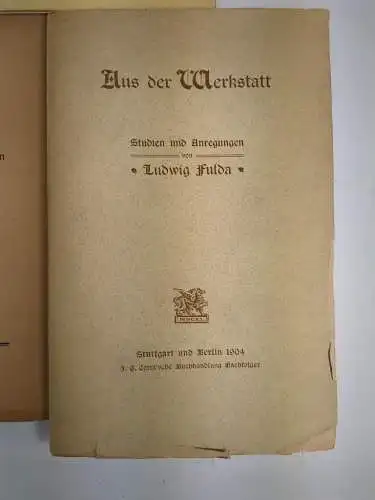 Aus der Werkstatt
Studien und Anregungen
von
Ludwig Fulda
Stuttgart und Berlin 1904
J. G. Cotta'sche Buchhandlung Nachfolger
n